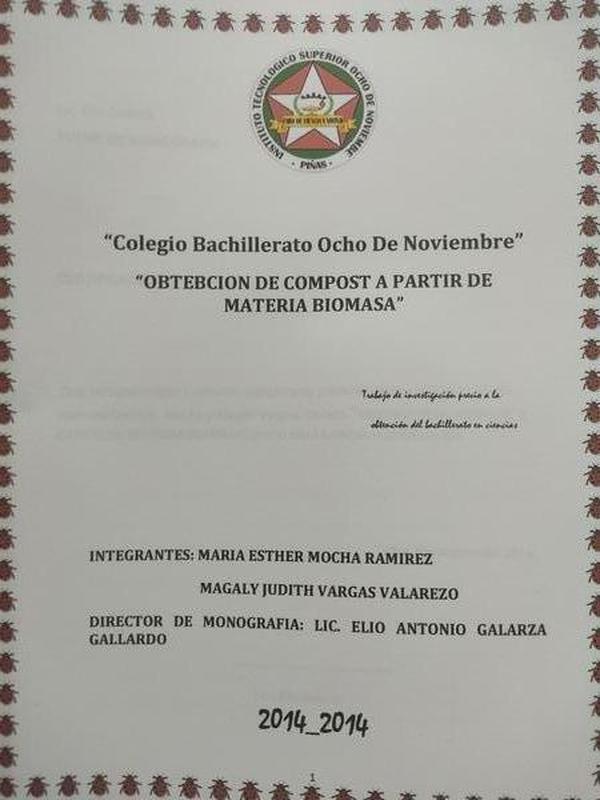 INSTITUTO TECNOLOGICO SUPERIOR OCHO DE NOVIEMBRE
· PIÑAS ·
“Colegio Bachillerato Ocho De Noviembre”
“OBTEBCION DE COMPOST A PARTIR DE
MATERIA BIOMASA”
Trabajo de investigación precio a la
obtención del bachillerato en ciencias
INTEGRANTES: MARIA ESTHER MOCHA RAMIREZ
MAGALY JUDITH VARGAS VALAREZO
DIRECTOR DE MONOGRAFIA: LIC. ELIO ANTONIO GALARZA
GALLARDO
2014_2014
1